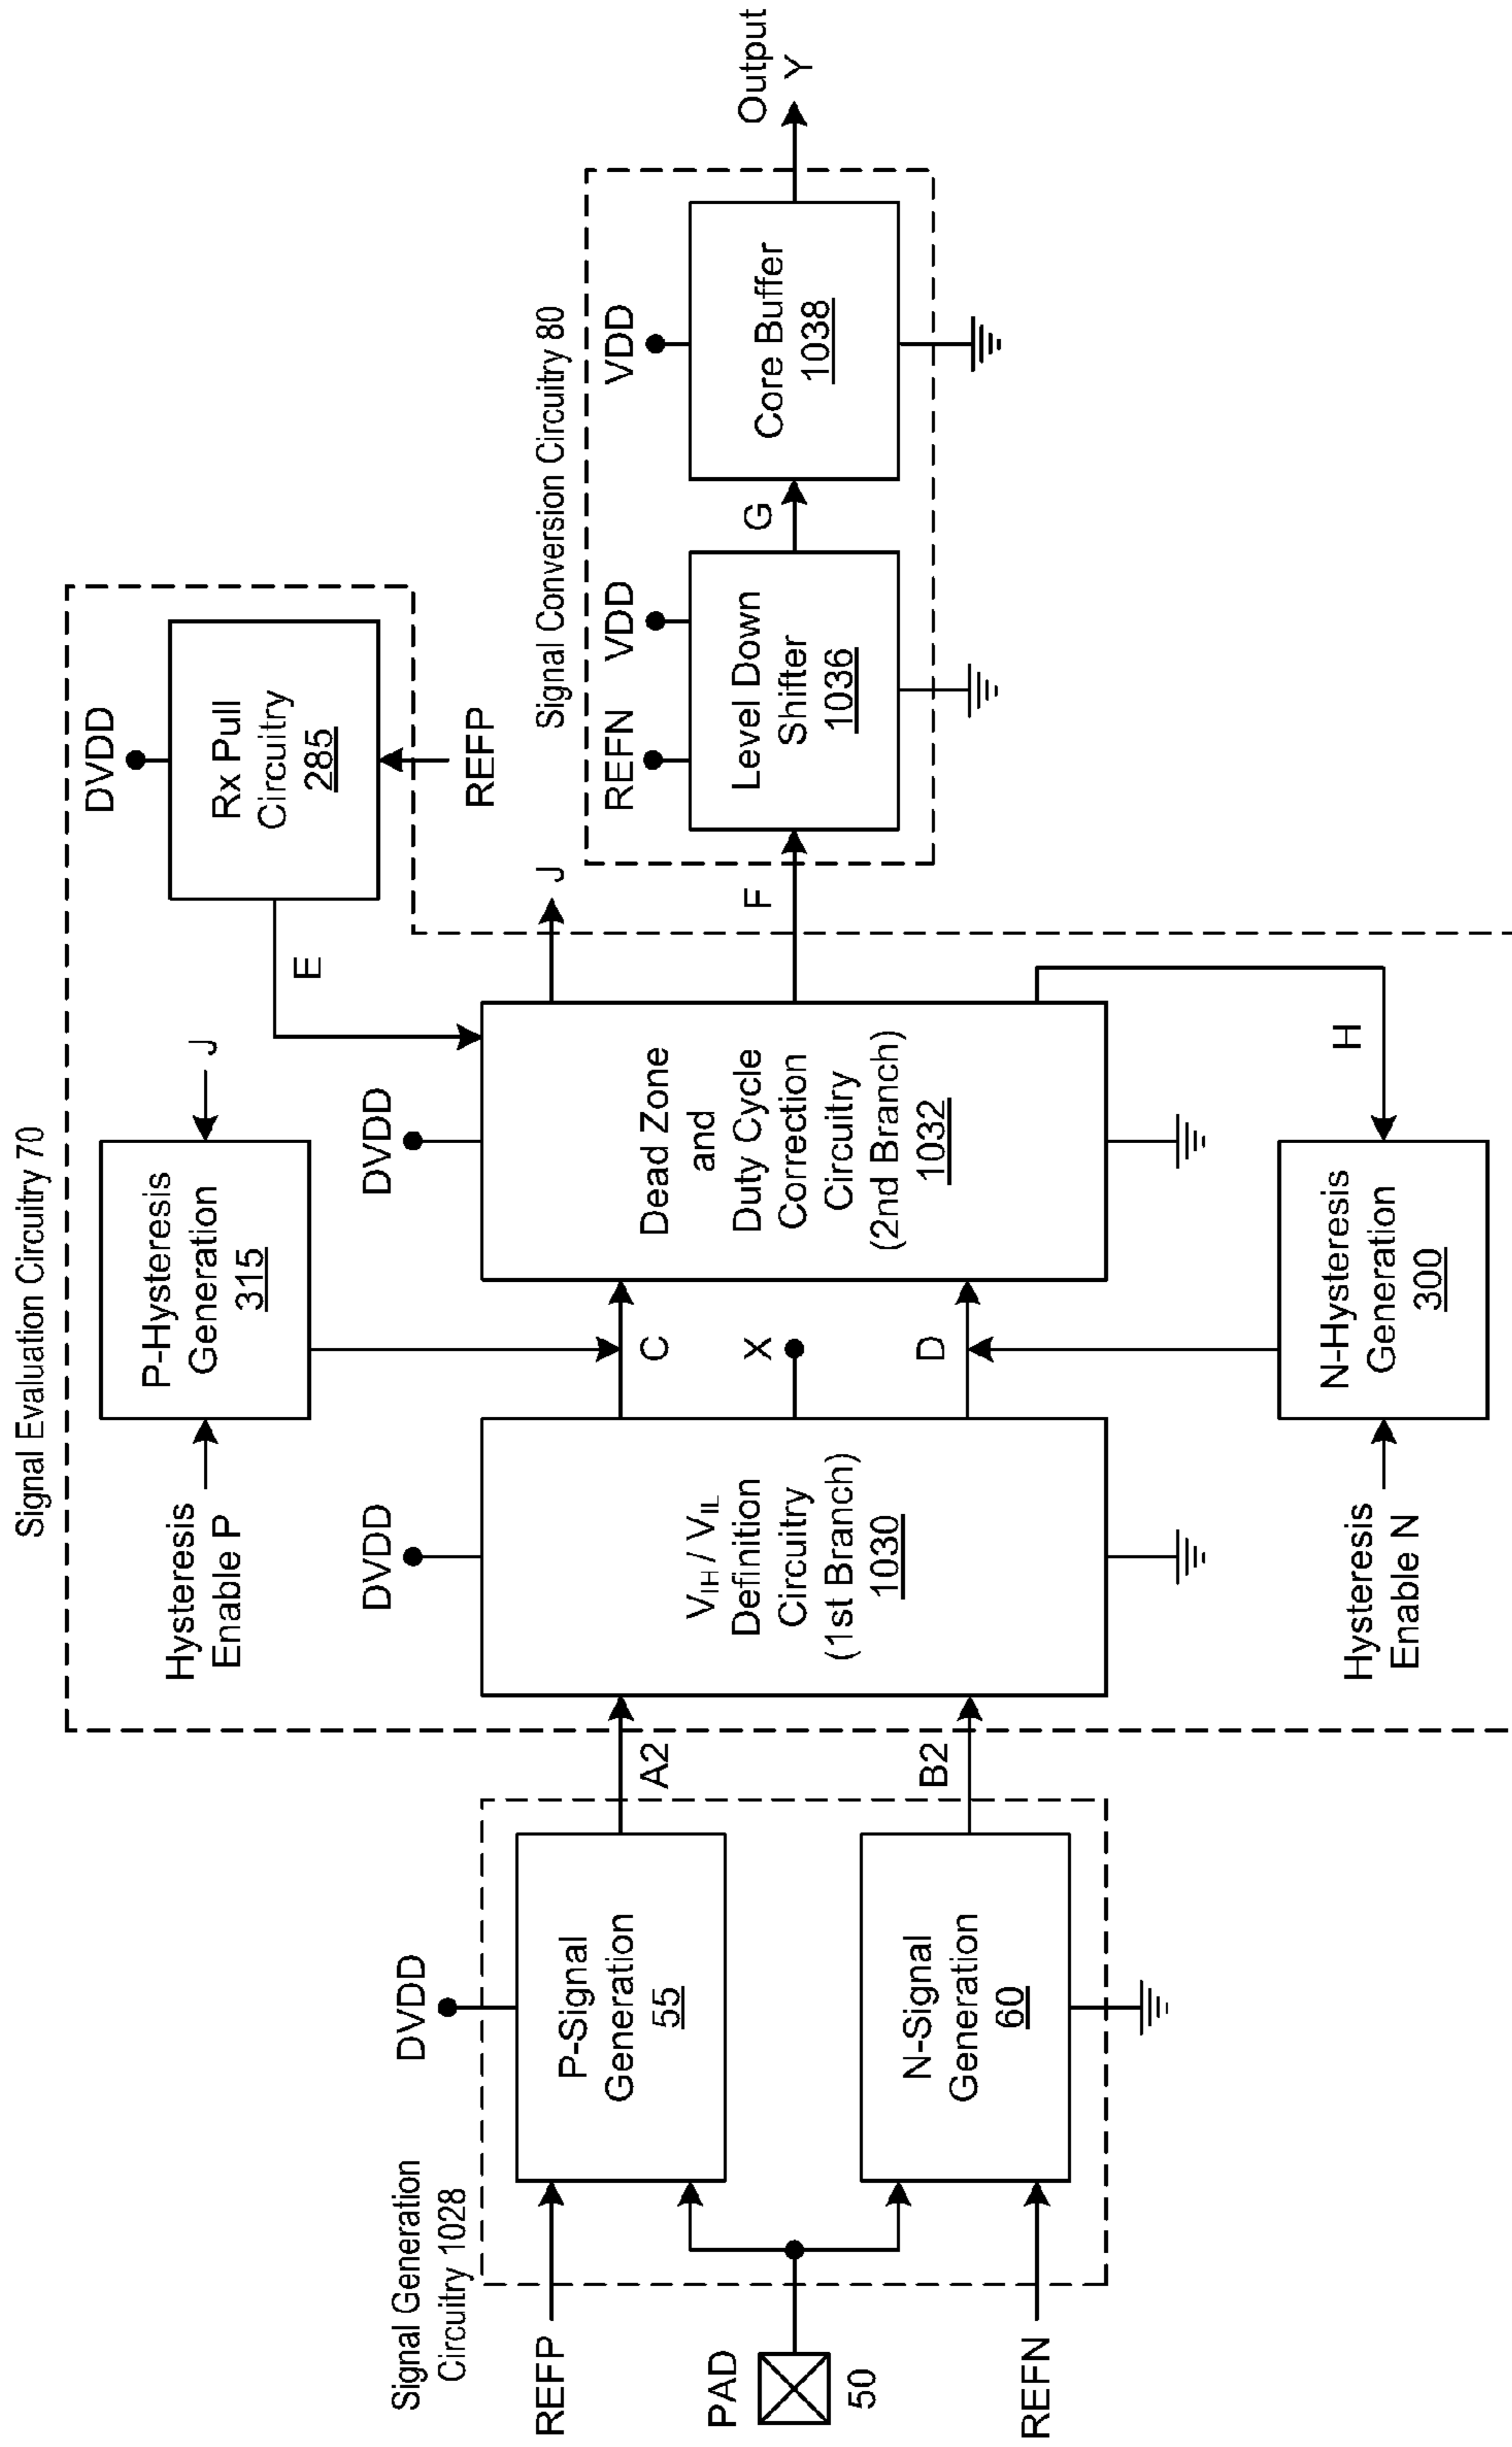 Signal Evaluation Circuitry 70
Signal Generation
Circuitry 1028
REFP
PAD
50
REFN
DVDD
P-Signal
Generation
55
N-Signal
Generation
60
A2
B2
Hysteresis
Enable P
DVDD
VIH / VIL
Definition
Circuitry
(1st Branch)
1030
Hysteresis
Enable N
P-Hysteresis
Generation
315
J
C
X
D
N-Hysteresis
Generation
300
DVDD
Dead Zone
and
Duty Cycle
Correction
Circuitry
(2nd Branch)
1032
H
E
DVDD
Rx Pull
Circuitry
285
REFP
J
F
Signal Conversion Circuitry 80
REFN
VDD
Level Down
Shifter
1036
G
VDD
Core Buffer
1038
Output
Y